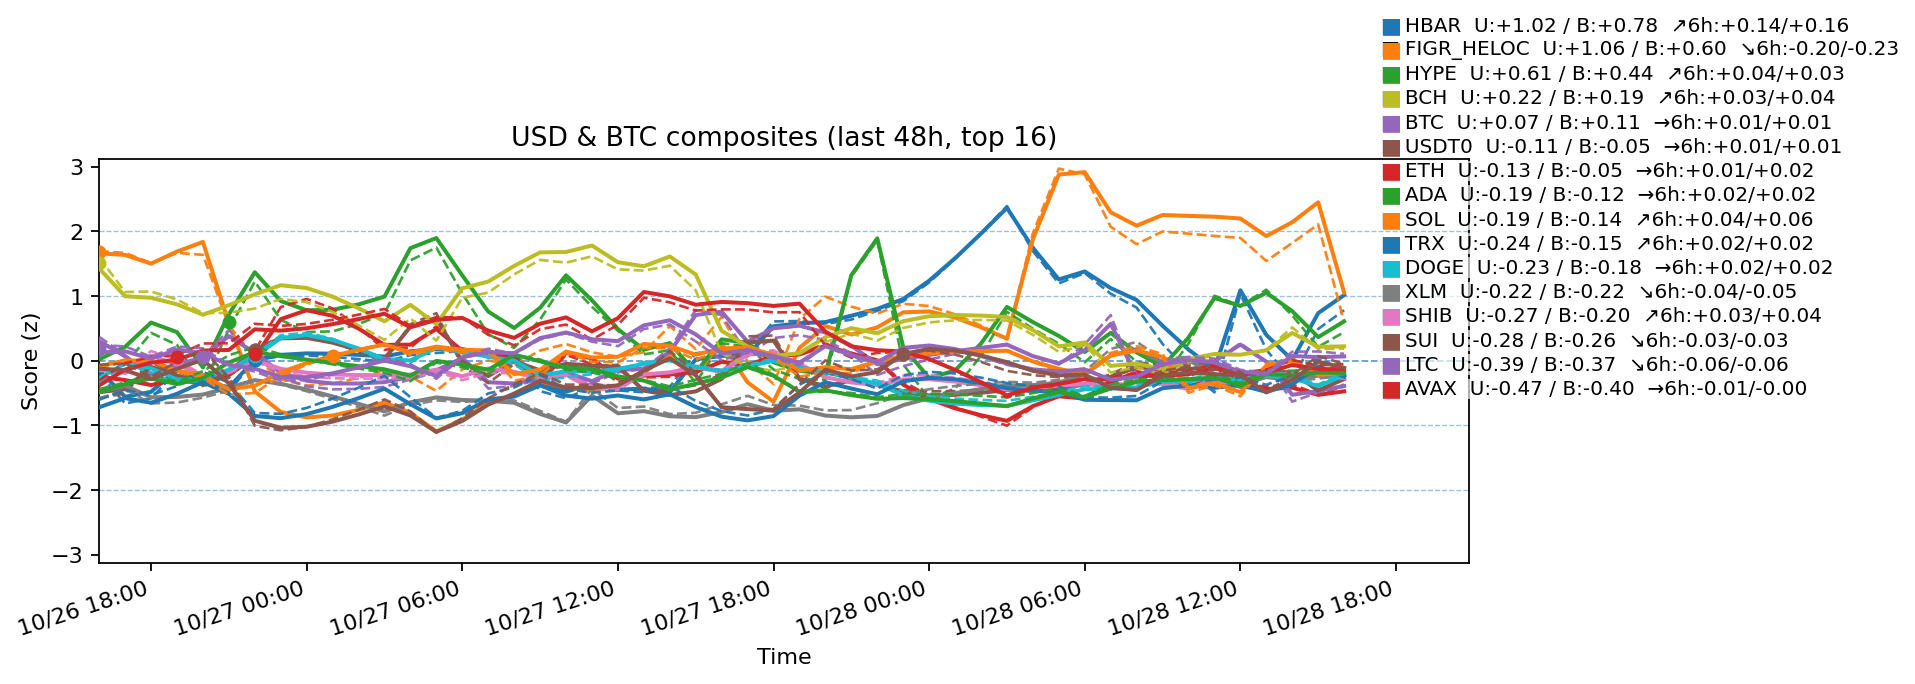 HBAR U:+1.02 / B:+0.78 ↗6h:+0.14/+0.16
FIGR_HELOC U:+1.06 / B:+0.60 ↘6h:-0.20/-0.23
HYPE U:+0.61 / B:+0.44 ↗6h:+0.04/+0.03
BCH U:+0.22 / B:+0.19 ↗6h:+0.03/+0.04
BTC U:+0.07 / B:+0.11 →6h:+0.01/+0.01
USDT0 U:-0.11 / B:-0.05 →6h:+0.01/+0.01
ETH U:-0.13 / B:-0.05 →6h:+0.01/+0.02
ADA U:-0.19 / B:-0.12 →6h:+0.02/+0.02
SOL U:-0.19 / B:-0.14 ↗6h:+0.04/+0.06
TRX U:-0.24 / B:-0.15 ↗6h:+0.02/+0.02
DOGE U:-0.23 / B:-0.18 →6h:+0.02/+0.02
XLM U:-0.22 / B:-0.22 ↘6h:-0.04/-0.05
SHIB U:-0.27 / B:-0.20 ↗6h:+0.03/+0.04
SUI U:-0.28 / B:-0.26 ↘6h:-0.03/-0.03
LTC U:-0.39 / B:-0.37 ↘6h:-0.06/-0.06
AVAX U:-0.47 / B:-0.40 →6h:-0.01/-0.00
USD & BTC composites (last 48h, top 16)
Score (z)
3
2
1
0
−1
−2
−3
10/26 18:00
10/27 00:00
10/27 06:00
10/27 12:00
10/27 18:00
10/28 00:00
10/28 06:00
10/28 12:00
10/28 18:00
Time